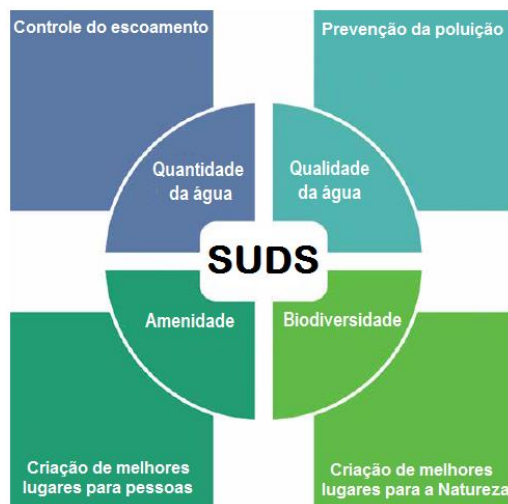 Controle do escoamento
Prevenção da poluição
Quantidade
da água
Qualidade
da água
SUDS
Amenidade
Biodiversidade
Criação de melhores
lugares para pessoas
Criação de melhores
lugares para a Natureza